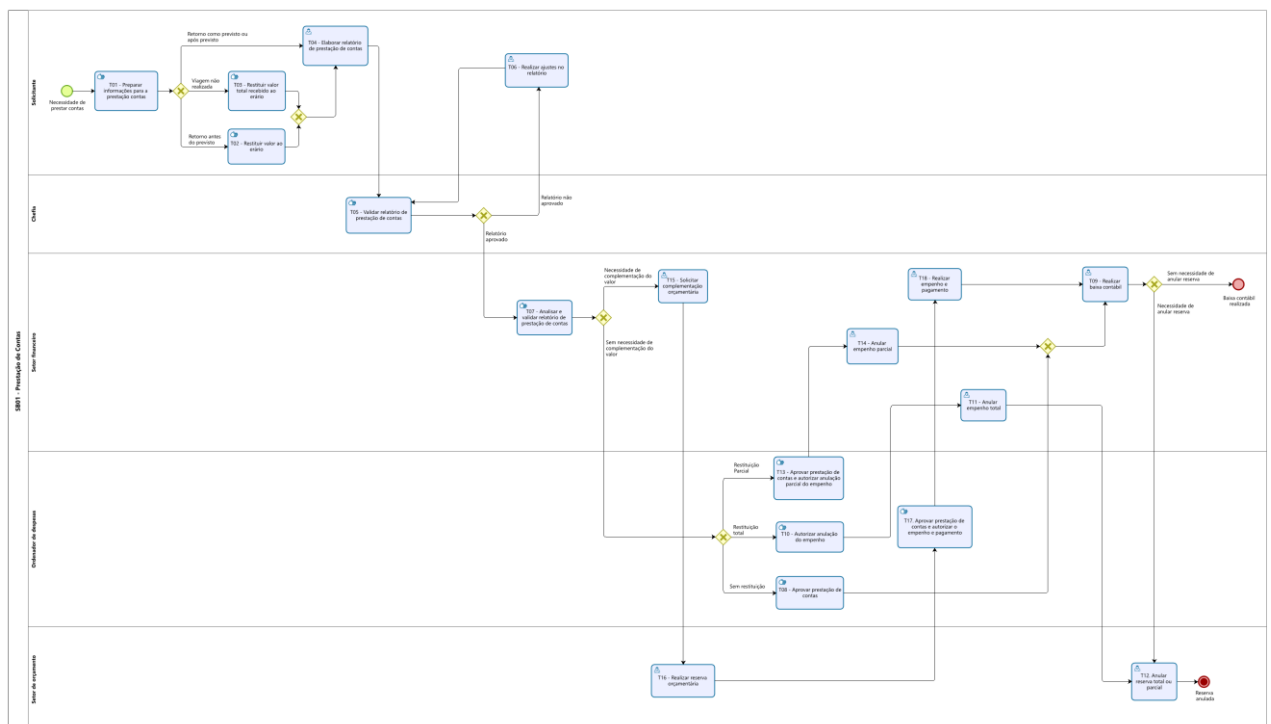 SB01 - Prestação de Contas
Solicitante
Necessidade de
prestar contas
T01 - Preparar
informações para a
prestação contas
Retorno como previsto ou
após previsto
Viagem não
realizada
Retorno antes
do previsto
T03 - Restituir valor
total recebido ao
erário
T02 - Restituir valor ao
erário
T04 - Elaborar relatório
de prestação de contas
T06 - Realizar ajustes no
relatório
Chefia
T05 - Validar relatório de
prestação de contas
Relatório não
aprovado
Relatório
aprovado
Setor financeiro
T07 - Analisar e
validar relatório de
prestação de contas
Necessidade de
complementação do
valor
Sem necessidade de
complementação do
valor
T15 - Solicitar
complementação
orçamentária
T18 - Realizar
empenho e
pagamento
T09 - Realizar
baixa contábil
Sem necessidade de
anular reserva
Necessidade de
anular reserva
Baixa contábil
realizada
T14 - Anular
empenho parcial
T11 - Anular
empenho total
Ordenador de despesas
Restituição
Parcial
Restituição
total
Sem restituição
T13 - Aprovar prestação de
contas e autorizar anulação
parcial do empenho
T10 - Autorizar anulação
do empenho
T08 - Aprovar prestação de
contas
T17. Aprovar prestação de
contas e autorizar o
empenho e pagamento
Setor de orçamento
T16 - Realizar reserva
orçamentária
T12. Anular
reserva total ou
parcial
Reserva
anulada